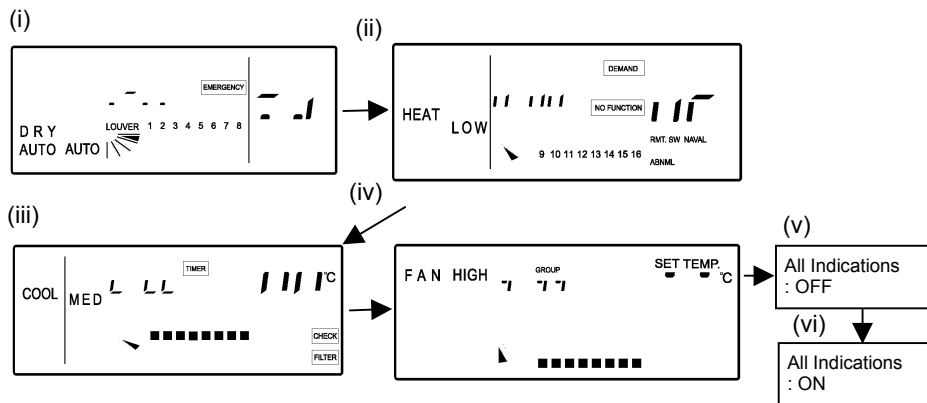 (i)
EMERGENCY
DRY
AUTO AUTO
LOUVER 1 2 3 4 5 6 7 8
(ii)
DEMAND
HEAT
LOW
NO FUNCTION
RMT. SW NAVAL
9 10 11 12 13 14 15 16
ABNML
(iii)
TIMER
COOL
MED
°C
CHECK
FILTER
(iv)
FAN HIGH
GROUP
SET TEMP.
°C
(v)
All Indications
: OFF
(vi)
All Indications
: ON